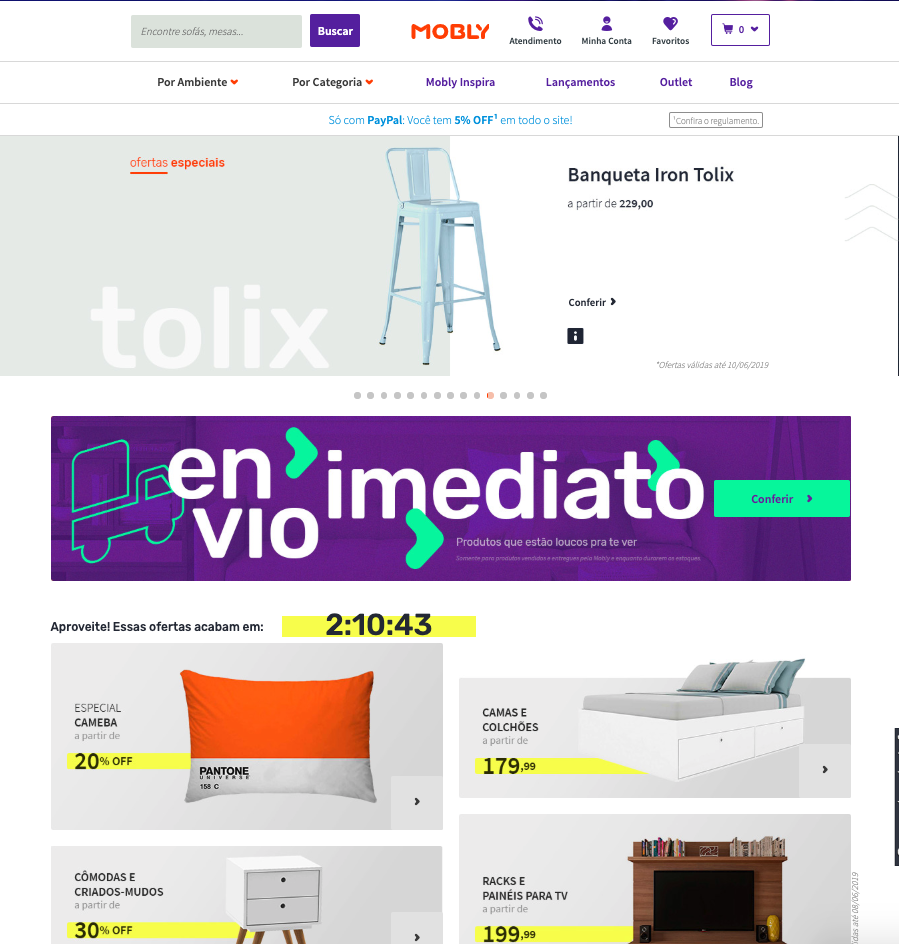 Encontre sofás, mesas...
Buscar
MOBLY
Atendimento
Minha Conta
Favoritos
0
Por Ambiente
Por Categoria
Mobly Inspira
Lançamentos
Outlet
Blog
Só com PayPal: Você tem 5% OFF¹ em todo o site!
¹Confira o regulamento.
ofertas especiais
tolix
Banqueta Iron Tolix
a partir de 229,00
Conferir
*Ofertas válidas até 10/06/2019
envio imediato
Conferir
Produtos que estão loucos pra te ver
Somente para produtos vendidos e entregues pela Mobly e enquanto durarem os estoques
Aproveite! Essas ofertas acabam em:
2:10:43
ESPECIAL
CAMEBA
a partir de
20% OFF
PANTONE
UNIVERSE
158 C
CAMAS E
COLCHÕES
a partir de
179,99
CÔMODAS E
CRIADOS-MUDOS
a partir de
30% OFF
RACKS E
PAINÉIS PARA TV
a partir de
199,99
até 08/06/2019